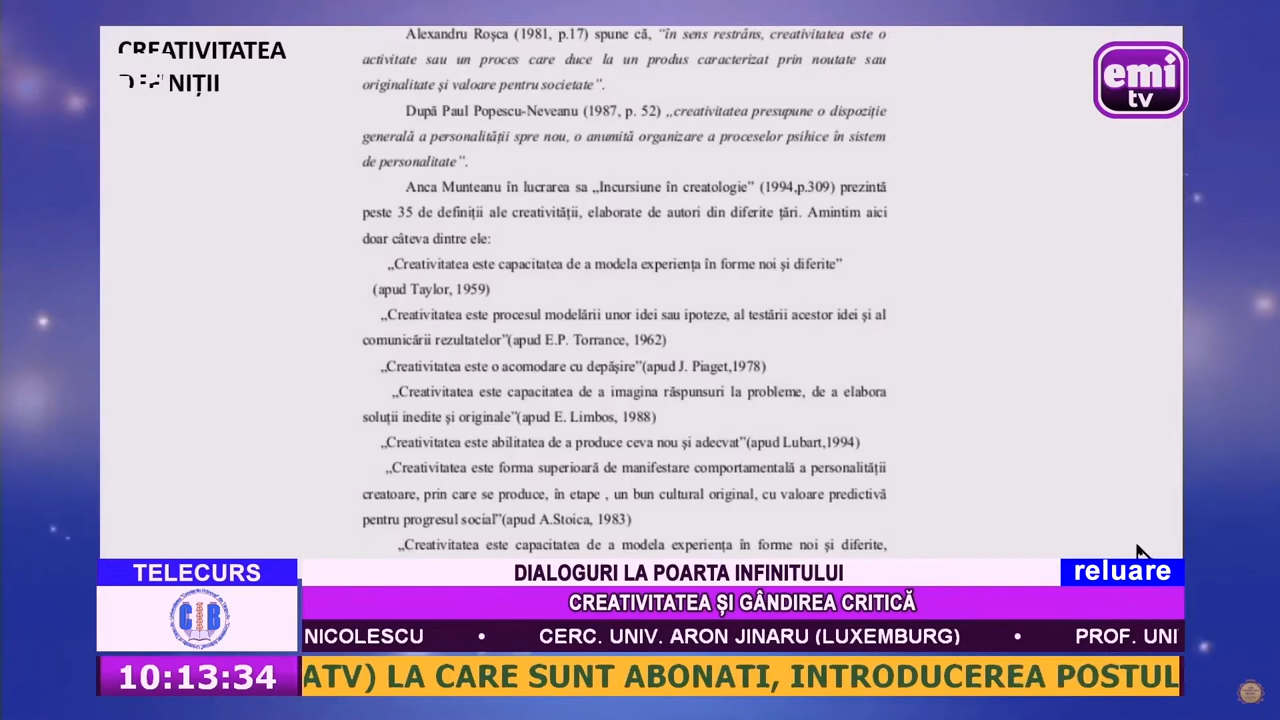 CREATIVITATEA
DEFINIȚII
Alexandru Roșca (1981, p.17) spune că, “în sens restrâns, creativitatea este o
activitate sau un proces care duce la un produs caracterizat prin noutate sau
originalitate și valoare pentru societate”.
După Paul Popescu-Neveanu (1987, p. 52) „creativitatea presupune o dispoziție
generală a personalității spre nou, o anumită organizare a proceselor psihice în sistem
de personalitate”.
Anca Munteanu în lucrarea sa „Incursiune în creatologie” (1994,p.309) prezintă
peste 35 de definiții ale creativității, elaborate de autori din diferite țări. Amintim aici
doar câteva dintre ele:
„Creativitatea este capacitatea de a modela experiența în forme noi și diferite”
(apud Taylor, 1959)
„Creativitatea este procesul modelării unor idei sau ipoteze, al testării acestor idei și al
comunicării rezultatelor”(apud E.P. Torrance, 1962)
„Creativitatea este o acomodare cu depășire”(apud J. Piaget,1978)
„Creativitatea este capacitatea de a imagina răspunsuri la probleme, de a elabora
soluții inedite și originale”(apud E. Limbos, 1988)
„Creativitatea este abilitatea de a produce ceva nou și adecvat”(apud Lubart,1994)
„Creativitatea este forma superioară de manifestare comportamentală a personalității
creatoare, prin care se produce, în etape , un bun cultural original, cu valoare predictivă
pentru progresul social”(apud A.Stoica, 1983)
„Creativitatea este capacitatea de a modela experiența în forme noi și diferite,
emi
tv
TELECURS
DIALOGURI LA POARTA INFINITULUI
reluare
CIB
CREATIVITATEA ȘI GÂNDIREA CRITICĂ
NICOLESCU • CERC. UNIV. ARON JINARU (LUXEMBURG) • PROF. UNI
10:13:34
ATV) LA CARE SUNT ABONATI, INTRODUCEREA POSTUL